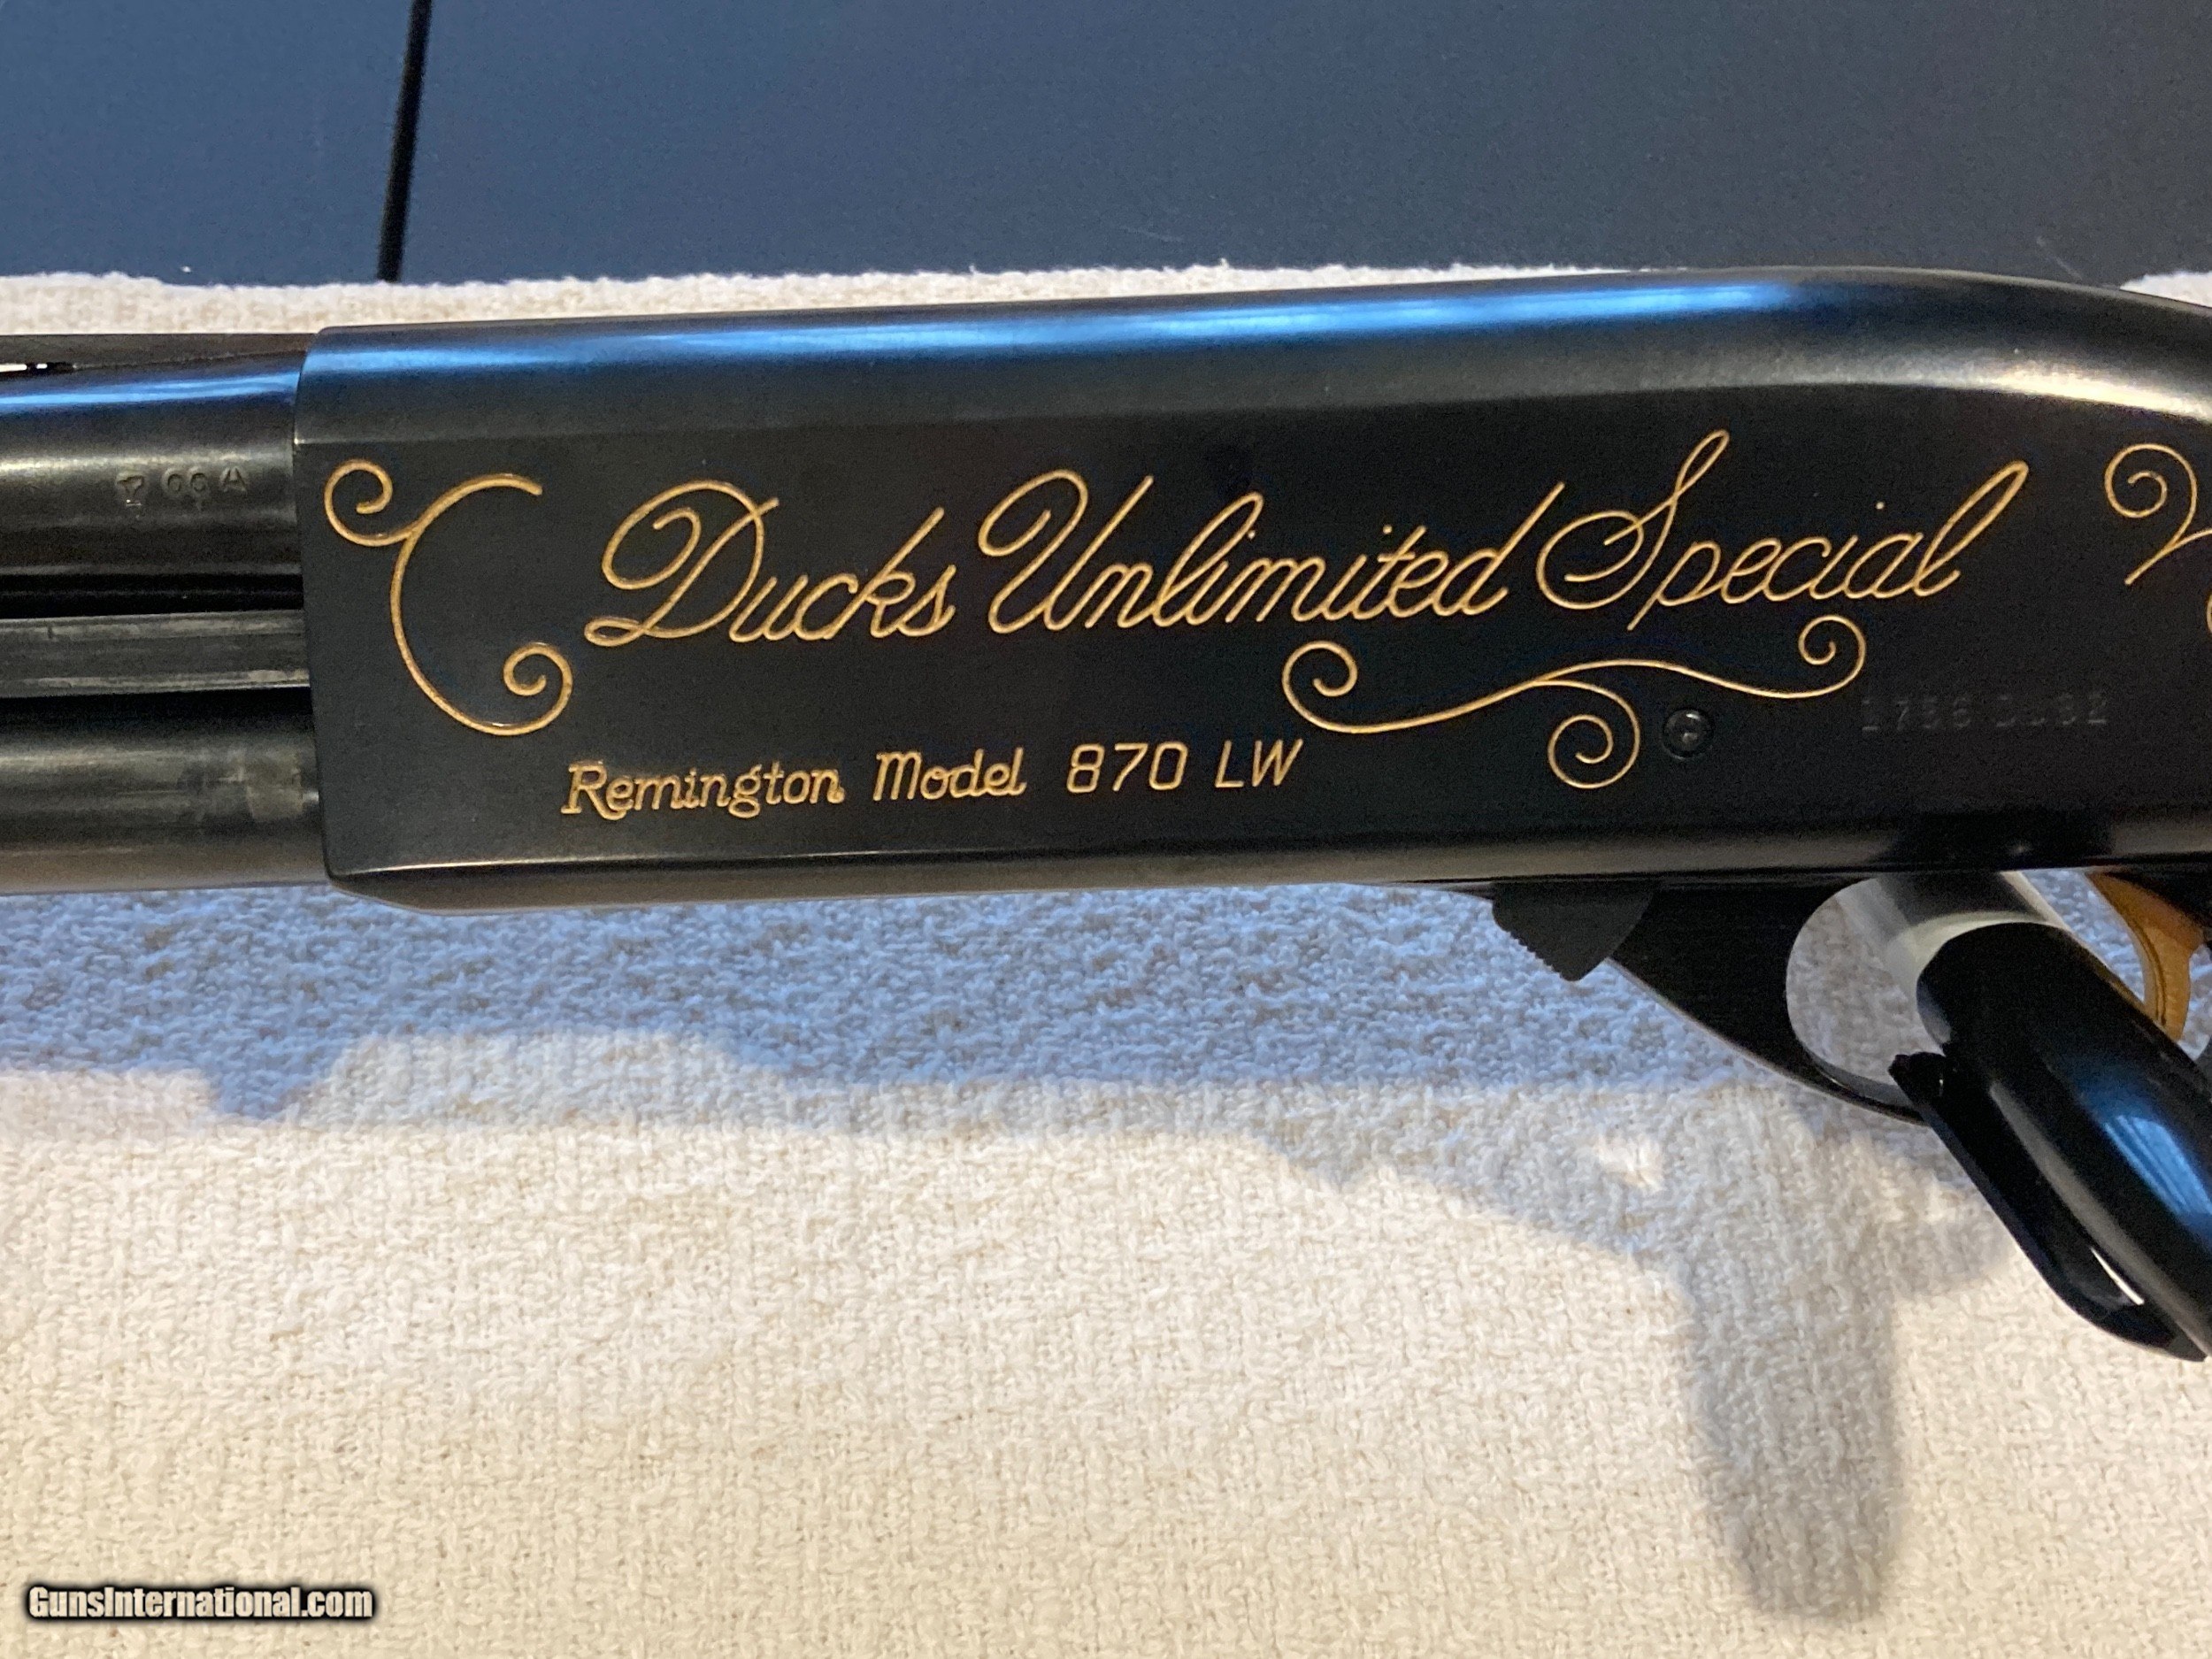 Ducks Unlimited Special
Remington Model 870 LW
GunsInternational.com